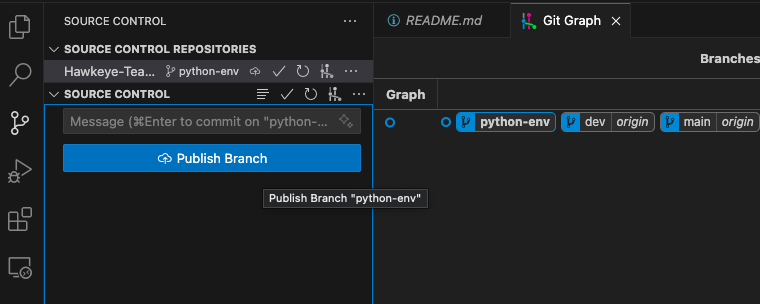 SOURCE CONTROL
README.md
Git Graph
SOURCE CONTROL REPOSITORIES
Hawkeye-Tea... python-env
Branches
SOURCE CONTROL
Graph
Message (⌘Enter to commit on "python-...
python-env
dev origin
main origin
Publish Branch
Publish Branch "python-env"